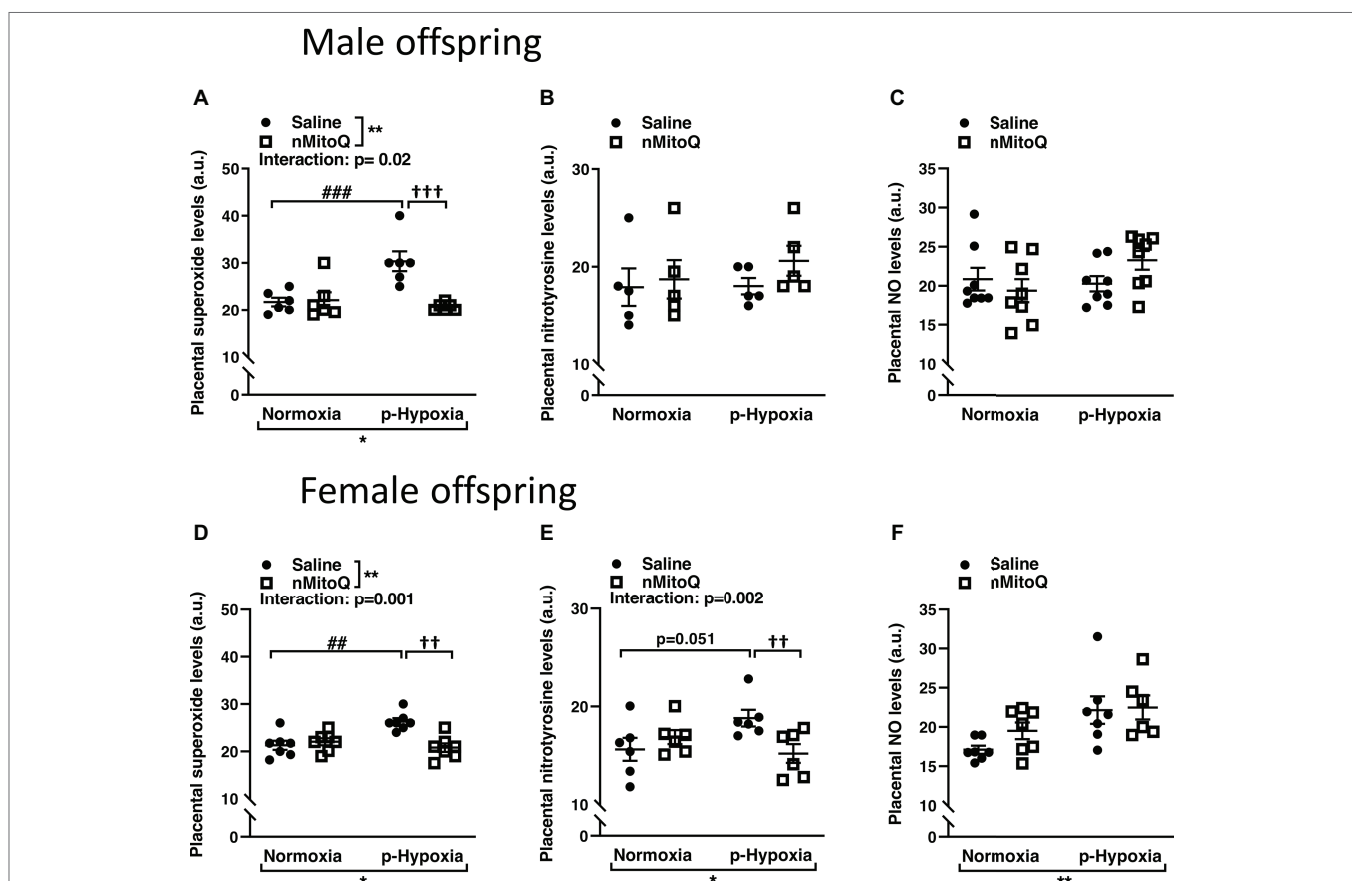 Male offspring
A
Saline
nMitoQ
**
Interaction: p= 0.02
Placental superoxide levels (a.u.)
50
40
30
20
10
0
###
†††
Normoxia
p-Hypoxia
*
B
Saline
nMitoQ
Placental nitrotyrosine levels (a.u.)
30
20
10
0
Normoxia
p-Hypoxia
C
Saline
nMitoQ
Placental NO levels (a.u.)
35
30
25
20
15
10
0
Normoxia
p-Hypoxia
Female offspring
D
Saline
nMitoQ
**
Interaction: p=0.001
Placental superoxide levels (a.u.)
50
40
30
20
10
0
##
††
Normoxia
p-Hypoxia
*
E
Saline
nMitoQ
Interaction: p=0.002
Placental nitrotyrosine levels (a.u.)
30
20
10
0
p=0.051
††
Normoxia
p-Hypoxia
*
F
Saline
nMitoQ
Placental NO levels (a.u.)
35
30
25
20
15
10
0
Normoxia
p-Hypoxia
**